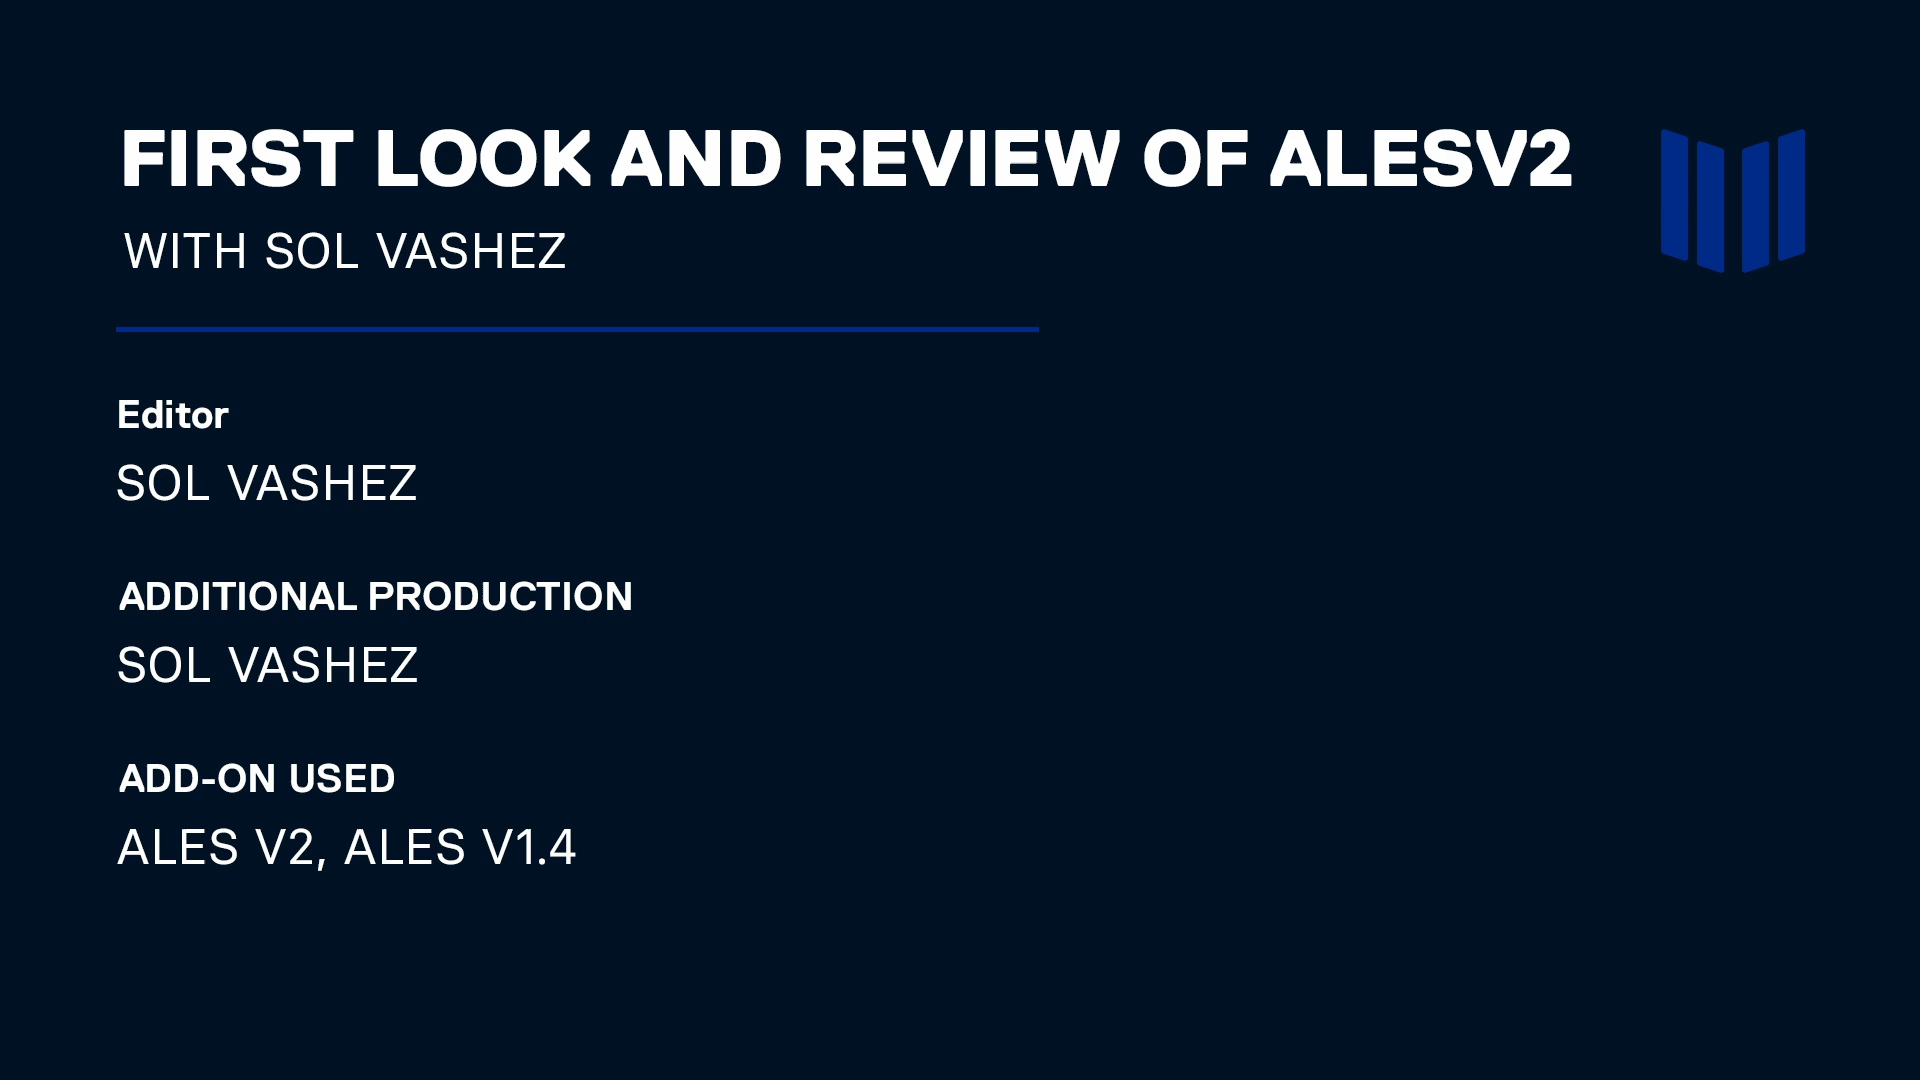 FIRST LOOK AND REVIEW OF ALESV2
WITH SOL VASHEZ
Editor
SOL VASHEZ
ADDITIONAL PRODUCTION
SOL VASHEZ
ADD-ON USED
ALES V2, ALES V1.4